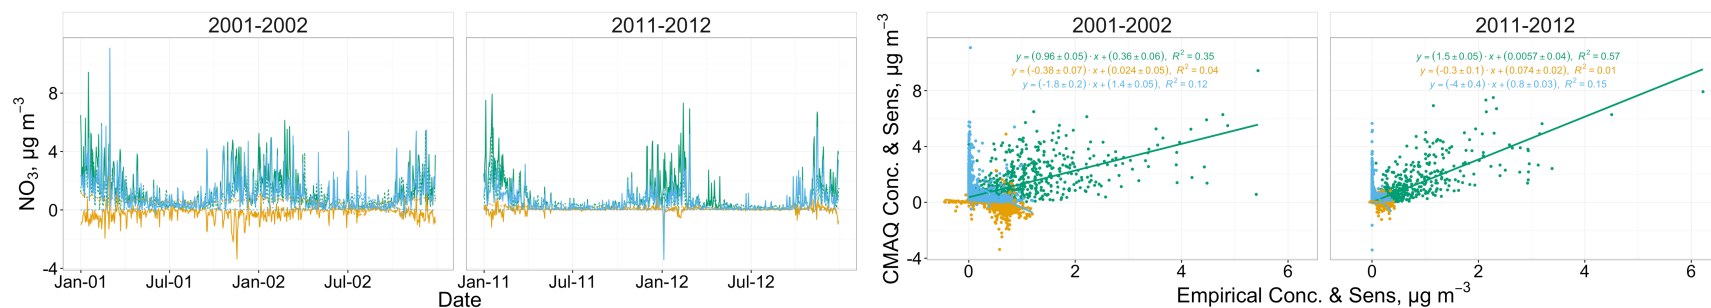 2001-2002
2011-2012
NO₃, µg m⁻³
8
4
0
-4
Jan-01
Jul-01
Jan-02
Jul-02
Jan-11
Jul-11
Jan-12
Jul-12
Date
2001-2002
2011-2012
CMAQ Conc. & Sens, µg m⁻³
y = (0.96 ± 0.05) · x + (0.36 ± 0.06), R² = 0.35
y = (-0.38 ± 0.07) · x + (0.024 ± 0.05), R² = 0.04
y = (-1.8 ± 0.2) · x + (1.4 ± 0.05), R² = 0.12
y = (1.5 ± 0.05) · x + (0.0057 ± 0.04), R² = 0.57
y = (-0.3 ± 0.1) · x + (0.074 ± 0.02), R² = 0.01
y = (-4 ± 0.4) · x + (0.8 ± 0.03), R² = 0.15
8
4
0
-4
0
2
4
6
0
2
4
6
Empirical Conc. & Sens, µg m⁻³